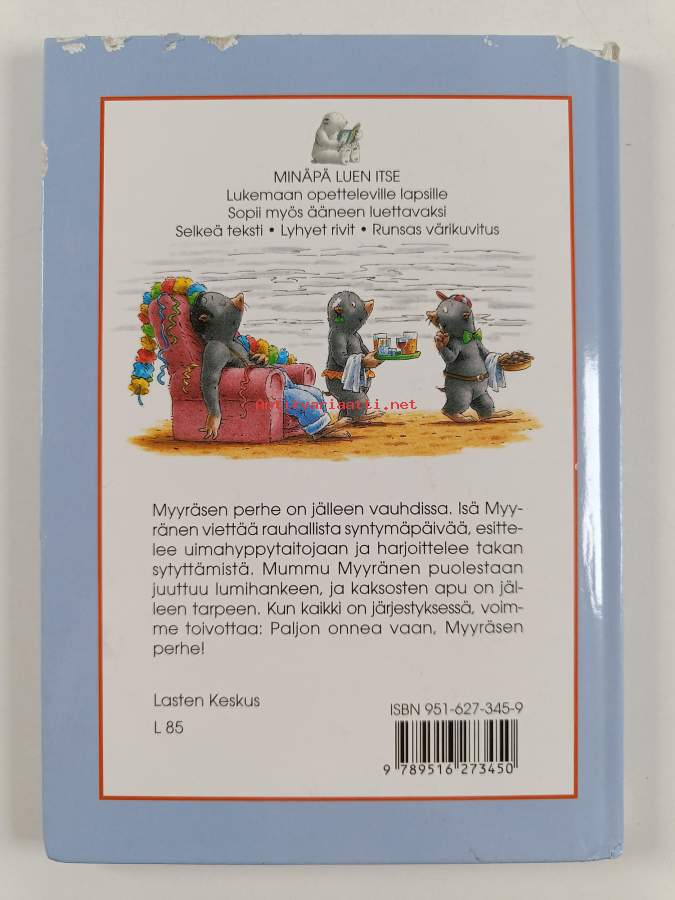 MINÄPÄ LUEN ITSE
Lukemaan opetteleville lapsille
Sopii myös ääneen luettavaksi
Selkeä teksti • Lyhyet rivit • Runsas värikuvitus
Antikvariaatti.net
Myyräsen perhe on jälleen vauhdissa. Isä Myy-
ränen viettää rauhallista syntymäpäivää, esitte-
lee uimahyppytaitojaan ja harjoittelee takan
sytyttämistä. Mummu Myyränen puolestaan
juuttuu lumihankeen, ja kaksosten apu on jäl-
leen tarpeen. Kun kaikki on järjestyksessä, voim-
me toivottaa: Paljon onnea vaan, Myyräsen
perhe!
Lasten Keskus
L 85
ISBN 951-627-345-9
9 789516 273450